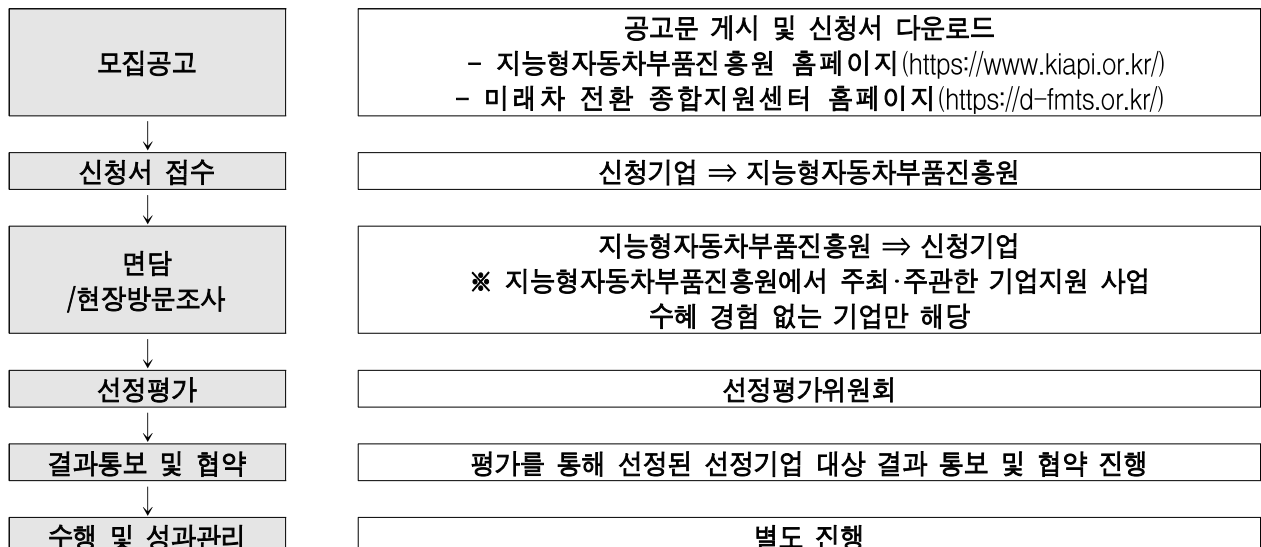 모집공고
공고문 게시 및 신청서 다운로드
- 지능형자동차부품진흥원 홈페이지(https://www.kiapi.or.kr/)
- 미래차 전환 종합지원센터 홈페이지(https://d-fmts.or.kr/)
신청서 접수
신청기업 ⇒ 지능형자동차부품진흥원
면담
/현장방문조사
지능형자동차부품진흥원 ⇒ 신청기업
※ 지능형자동차부품진흥원에서 주최·주관한 기업지원 사업
수혜 경험 없는 기업만 해당
선정평가
선정평가위원회
결과통보 및 협약
평가를 통해 선정된 선정기업 대상 결과 통보 및 협약 진행
수행 및 성과관리
별도 진행